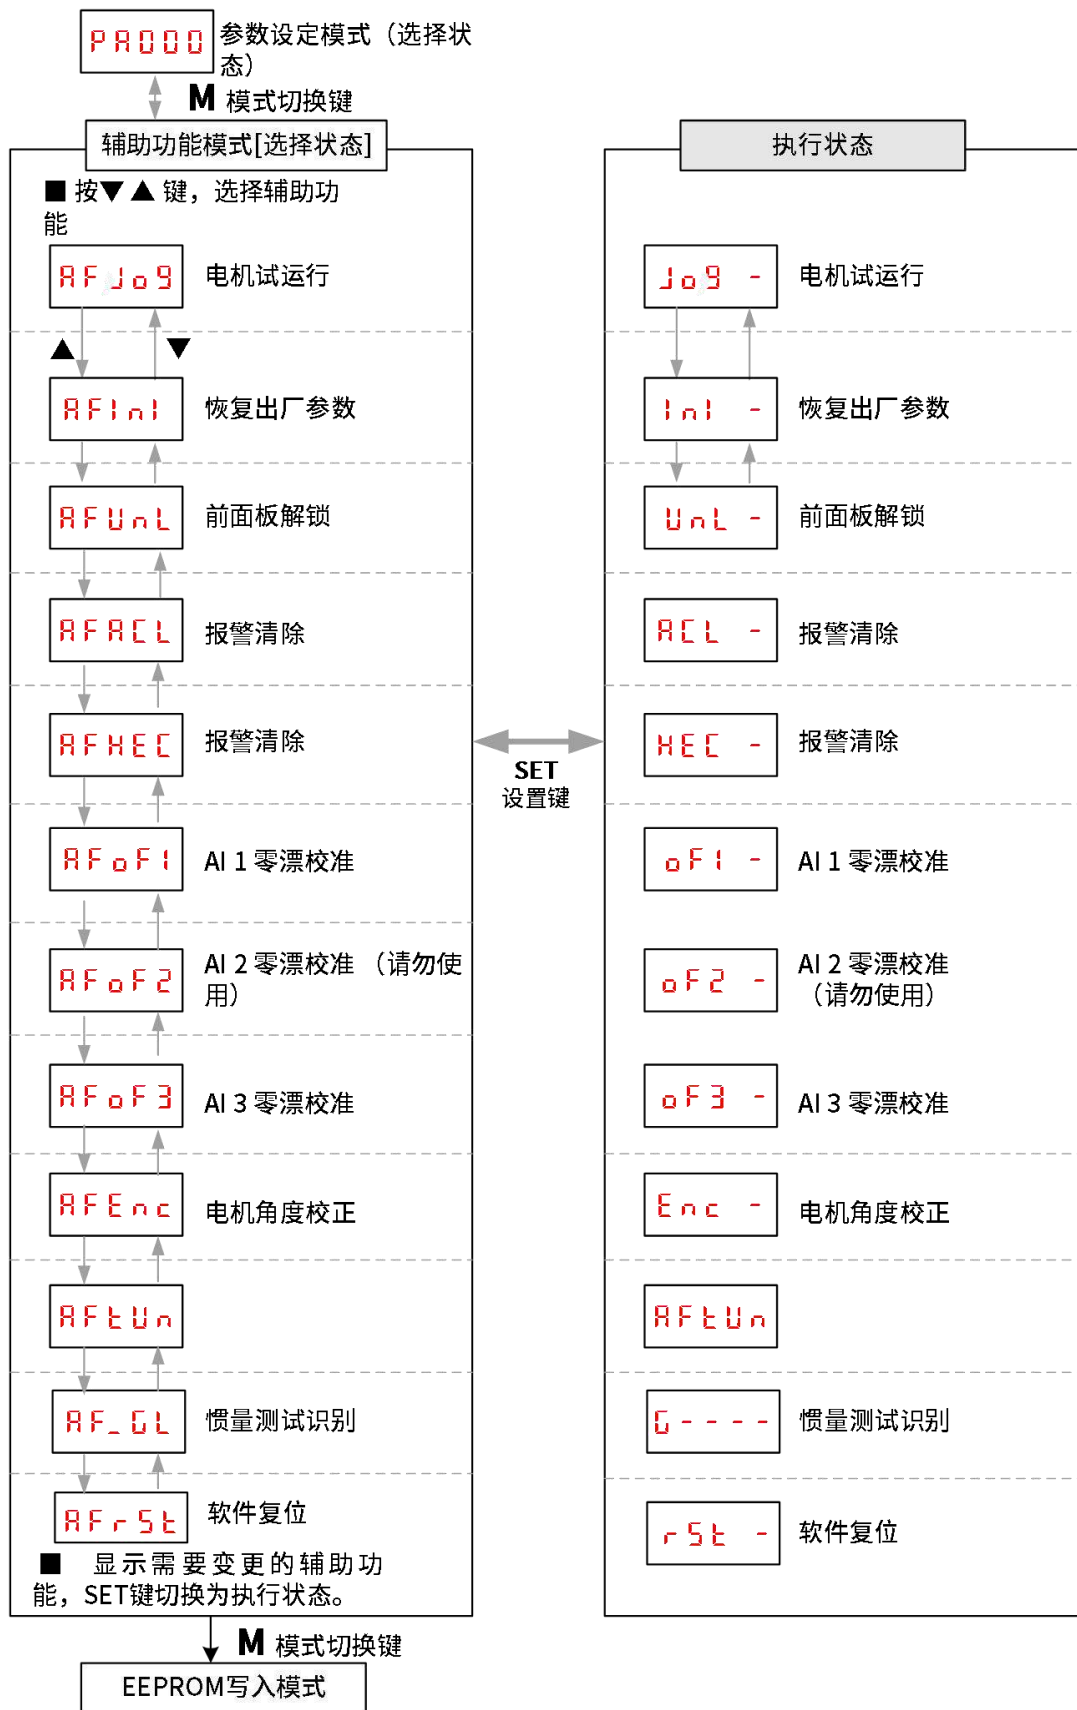 PA000 参数设定模式（选择状
态）
M 模式切换键
辅助功能模式[选择状态]
执行状态
■ 按▼▲ 键，选择辅助功
能
AFJog 电机试运行
Jog - 电机试运行
▲ ▼
AFInI 恢复出厂参数
InI - 恢复出厂参数
AFUnL 前面板解锁
UnL - 前面板解锁
AFACL 报警清除
ACL - 报警清除
AFHEC 报警清除
HEC - 报警清除
SET
设置键
AFoF1 AI 1 零漂校准
oF1 - AI 1 零漂校准
AFoF2 AI 2 零漂校准 （请勿使
用）
oF2 - AI 2 零漂校准
（请勿使用）
AFoF3 AI 3 零漂校准
oF3 - AI 3 零漂校准
AFEnc 电机角度校正
Enc - 电机角度校正
AFtUn
AFtUn
AF_GL 惯量测试识别
G---- 惯量测试识别
AFrSt 软件复位
rSt - 软件复位
■ 显示需要变更的辅助功
能，SET键切换为执行状态。
M 模式切换键
EEPROM写入模式